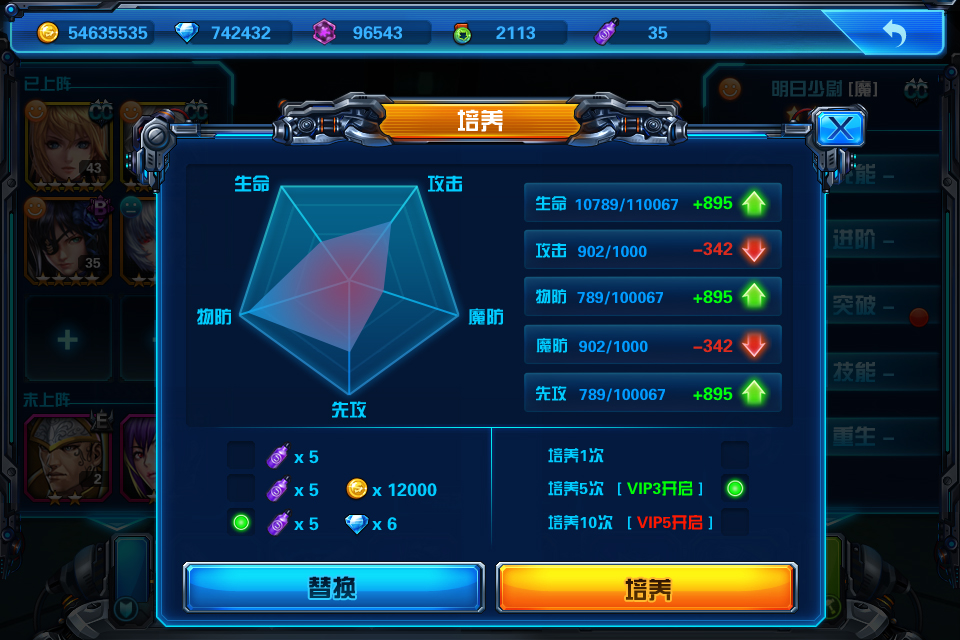 54635535 742432 96543 2113 35
已上阵
明日少尉 [魔]
43
35
未上阵
2
进阶
突破
技能
重生
培养
X
生命
攻击
物防
魔防
先攻
生命 10789/110067 +895
攻击 902/1000 -342
物防 789/100067 +895
魔防 902/1000 -342
先攻 789/100067 +895
x 5
x 5 x 12000
x 5 x 6
培养1次
培养5次 [ VIP3开启 ]
培养10次 [ VIP5开启 ]
替换
培养